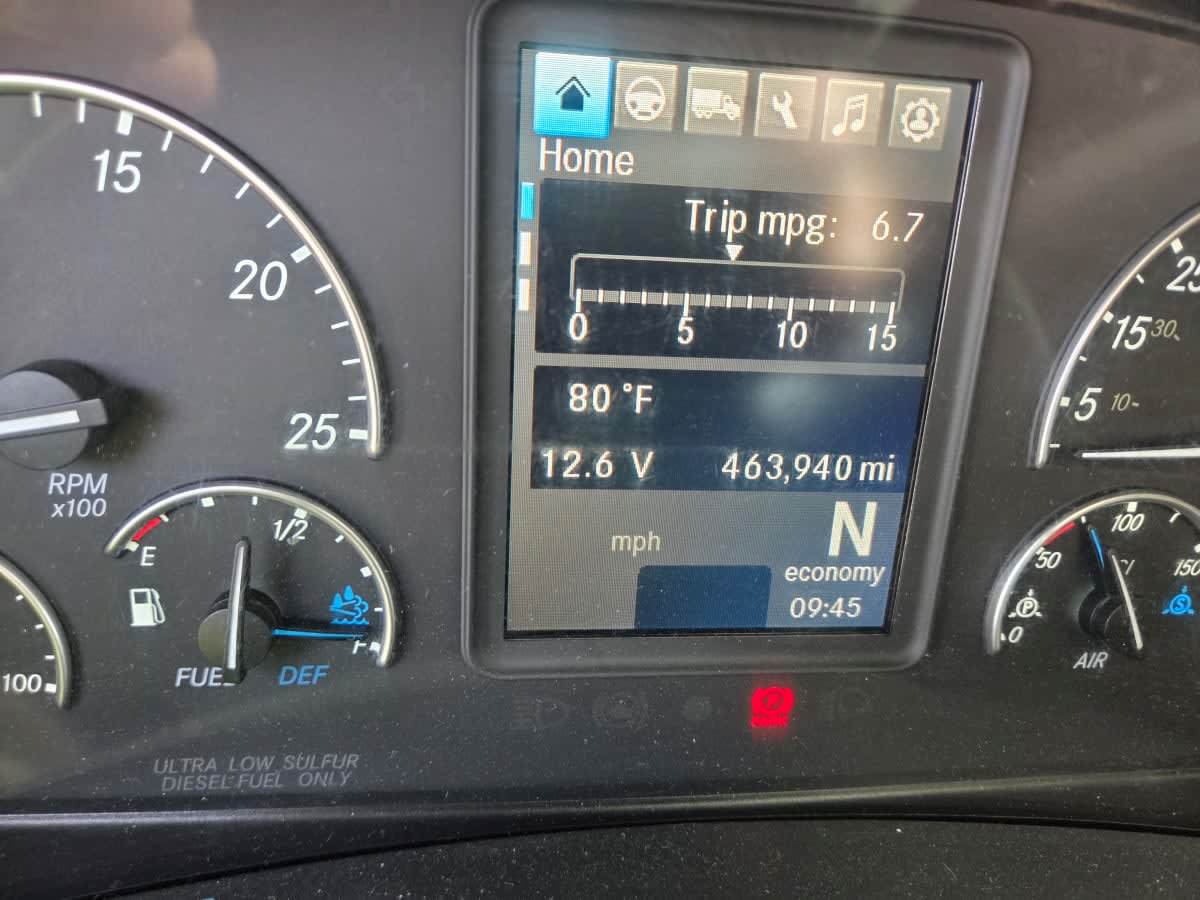 Home
Trip mpg: 6.7
0 5 10 15
80 °F
12.6 V 463,940 mi
N
mph
economy
09:45
15
20
25
RPM
x100
E 1/2 F
FUEL DEF
100
ULTRA LOW SULFUR
DIESEL FUEL ONLY
25
15 30
5 10
0 50 100 150
P S
AIR